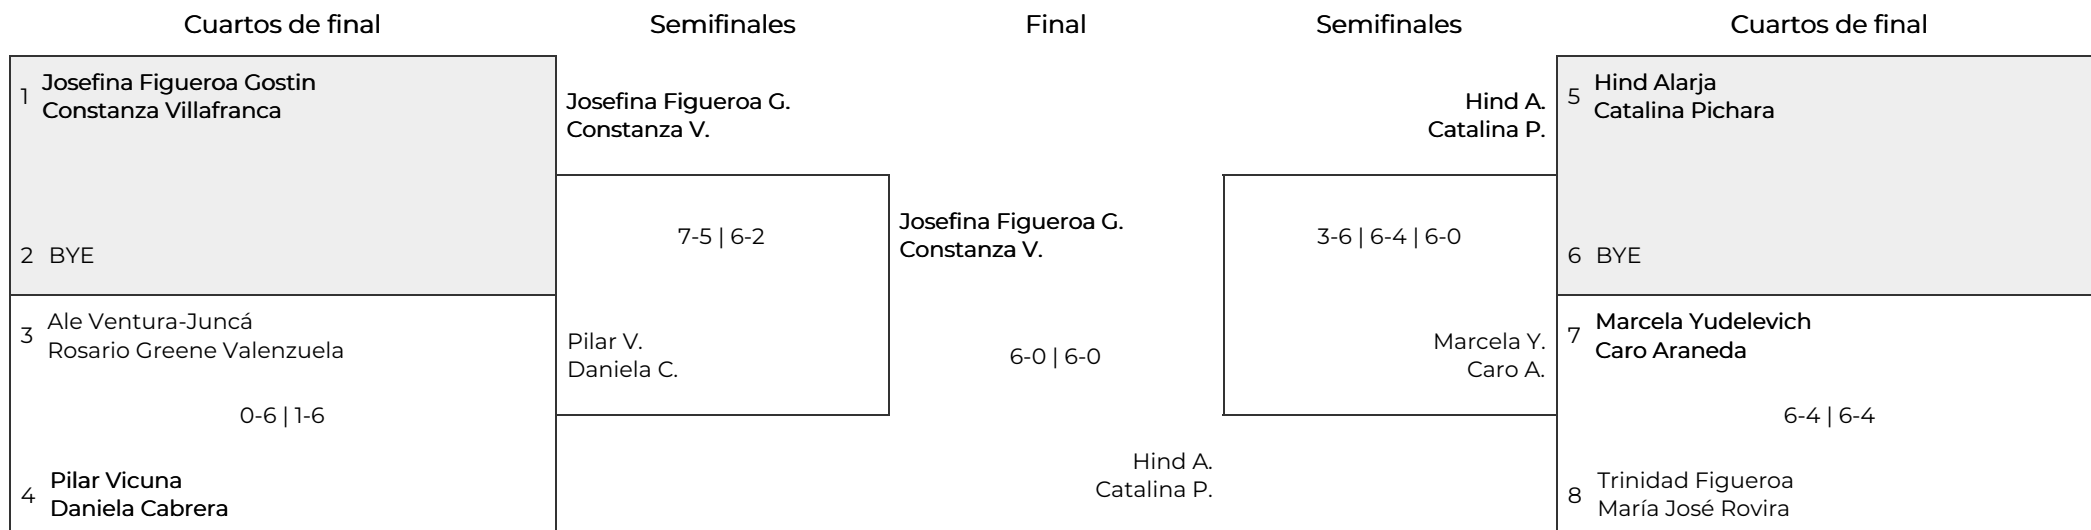 Cuartos de final
Semifinales
Final
Semifinales
Cuartos de final
1
Josefina Figueroa Gostin
Constanza Villafranca
2 BYE
3
Ale Ventura-Juncá
Rosario Greene Valenzuela
0-6 | 1-6
4
Pilar Vicuna
Daniela Cabrera
Josefina Figueroa G.
Constanza V.
7-5 | 6-2
Pilar V.
Daniela C.
Josefina Figueroa G.
Constanza V.
6-0 | 6-0
Hind A.
Catalina P.
Hind A.
Catalina P.
3-6 | 6-4 | 6-0
Marcela Y.
Caro A.
5
Hind Alarja
Catalina Pichara
6 BYE
7
Marcela Yudelevich
Caro Araneda
6-4 | 6-4
8
Trinidad Figueroa
María José Rovira